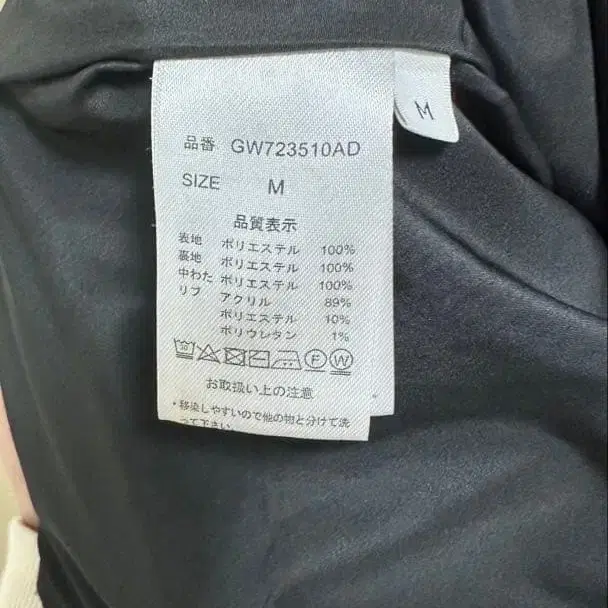 M
品番 GW723510AD
SIZE M
品質表示
表地 ポリエステル 100%
裏地 ポリエステル 100%
中わた ポリエステル 100%
リブ アクリル 89%
ポリエステル 10%
ポリウレタン 1%
30 F W
お取扱い上の注意
・移染しやすいので他の物と分けて洗
って下さい